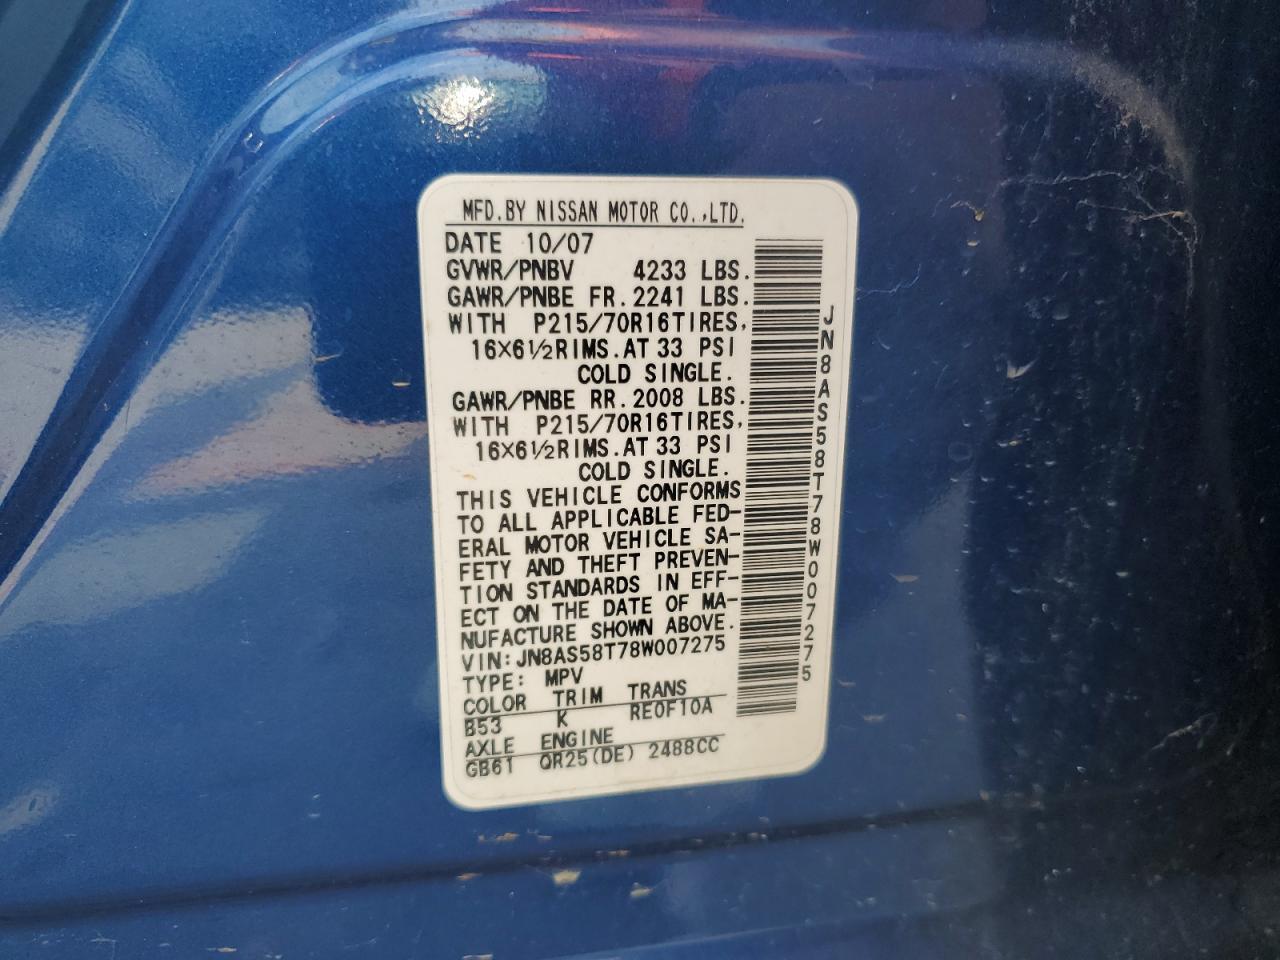 MFD.BY NISSAN MOTOR CO.,LTD.
DATE 10/07
GVWR/PNBV 4233 LBS.
GAWR/PNBE FR.2241 LBS.
WITH P215/70R16TIRES,
16×6½RIMS.AT 33 PSI
COLD SINGLE.
GAWR/PNBE RR.2008 LBS.
WITH P215/70R16TIRES,
16×6½RIMS.AT 33 PSI
COLD SINGLE.
THIS VEHICLE CONFORMS
TO ALL APPLICABLE FED-
ERAL MOTOR VEHICLE SA-
FETY AND THEFT PREVEN-
TION STANDARDS IN EFF-
ECT ON THE DATE OF MA-
NUFACTURE SHOWN ABOVE.
VIN:JN8AS58T78W007275
TYPE: MPV
COLOR TRIM TRANS
B53 K RE0F10A
AXLE ENGINE
GB61 QR25(DE) 2488CC
JN8AS58T78W007275